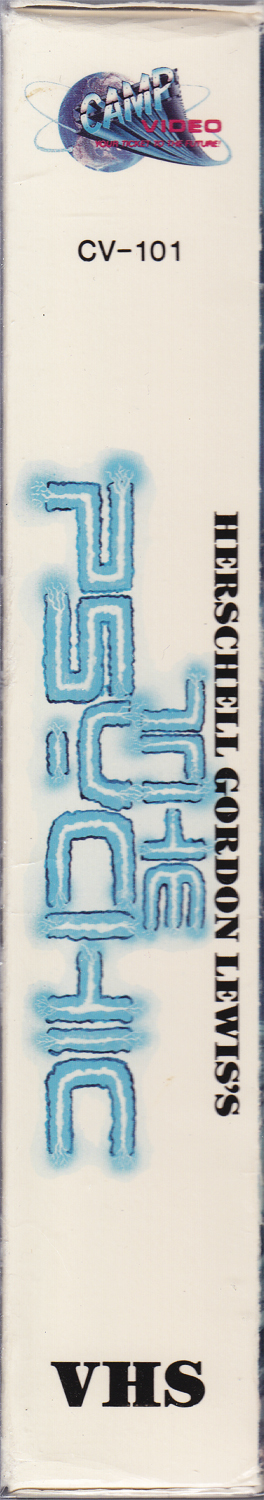 CAMP
VIDEO
YOUR TICKET TO THE FUTURE!
CV-101
HERSCHELL GORDON LEWIS'S
THE
PSYCHIC
VHS